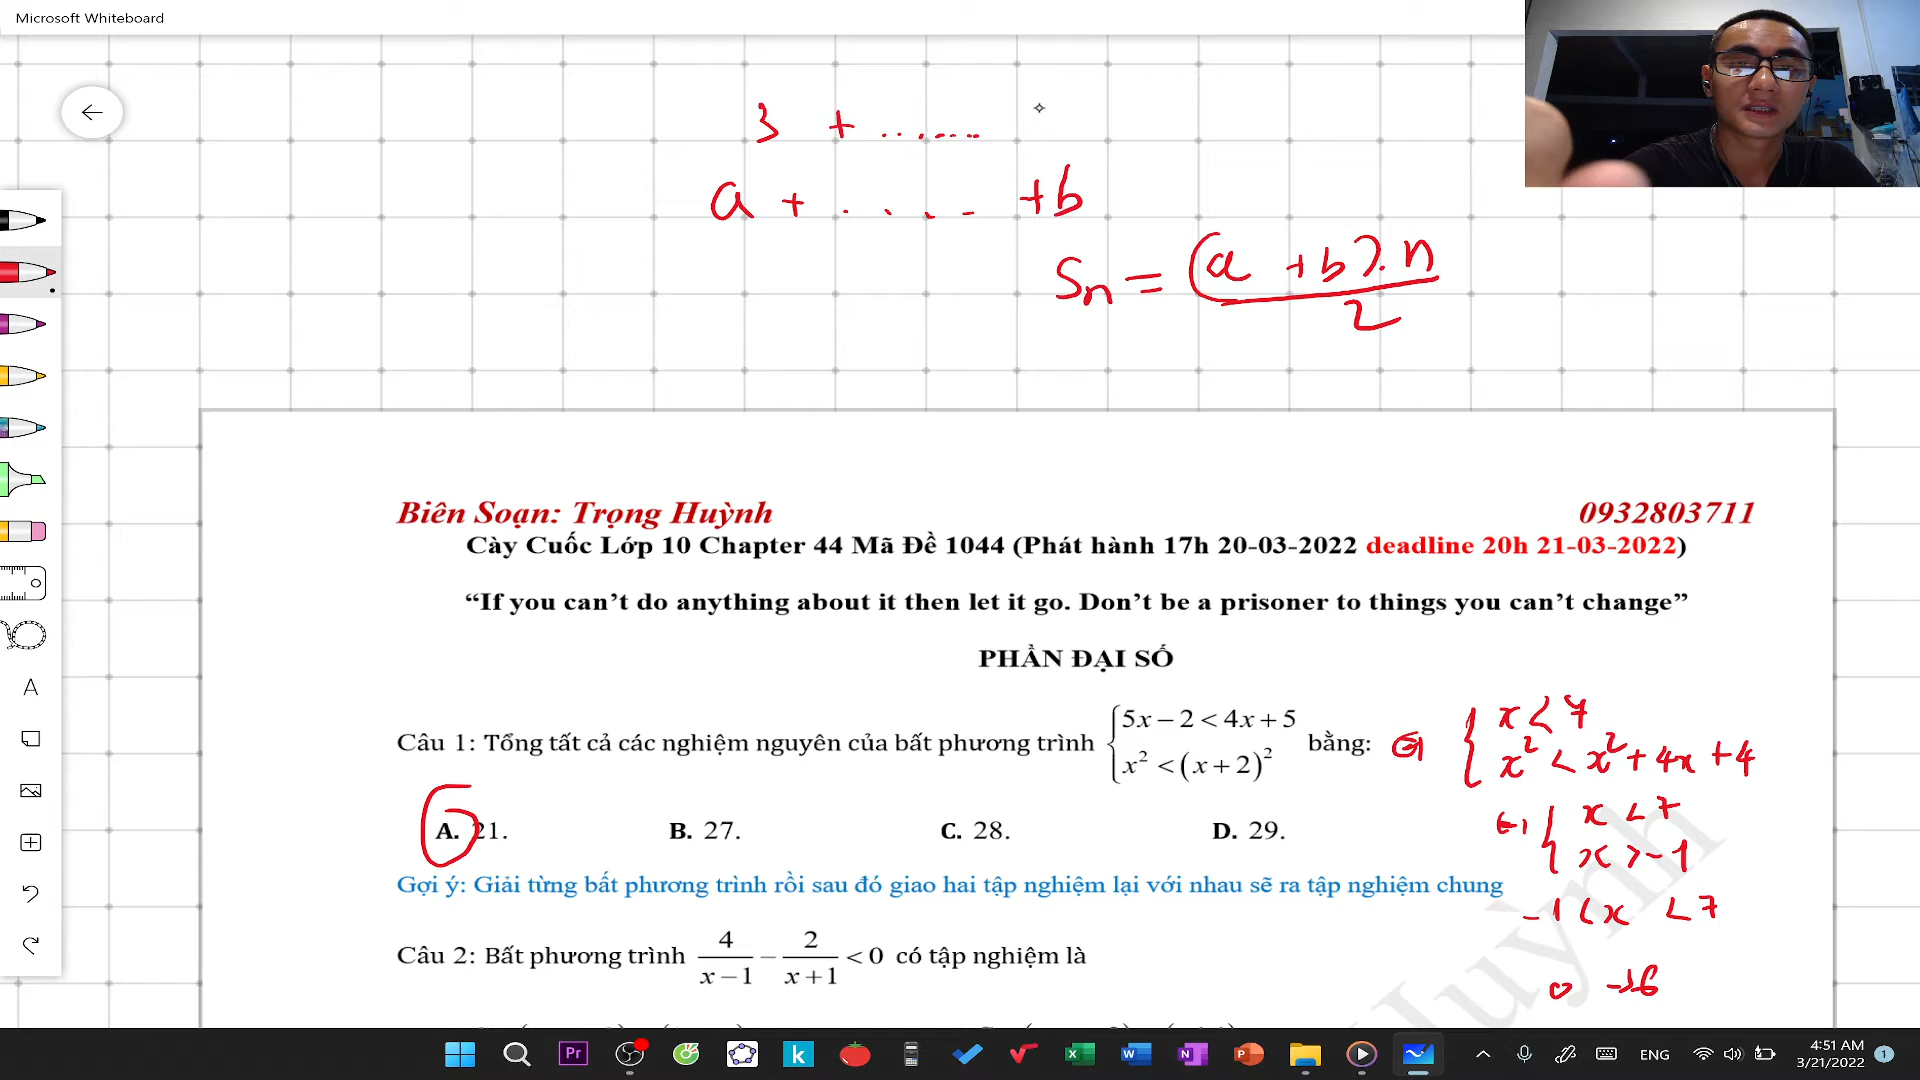 Microsoft Whiteboard
3 + .......
a + ..... + b
Sn = (a + b). n / 2
Biên Soạn: Trọng Huỳnh 0932803711
Cày Cuốc Lớp 10 Chapter 44 Mã Đề 1044 (Phát hành 17h 20-03-2022 deadline 20h 21-03-2022)
“If you can’t do anything about it then let it go. Don’t be a prisoner to things you can’t change”
PHẦN ĐẠI SỐ
Câu 1: Tổng tất cả các nghiệm nguyên của bất phương trình { 5x − 2 < 4x + 5
x² < (x + 2)² bằng:
{ x < 7
x² < x² + 4x + 4
{ x < 7
x > -1
-1 < x < 7
0 → 6
A. 21. B. 27. C. 28. D. 29.
Gợi ý: Giải từng bất phương trình rồi sau đó giao hai tập nghiệm lại với nhau sẽ ra tập nghiệm chung
Câu 2: Bất phương trình 4/(x − 1) − 2/(x + 1) < 0 có tập nghiệm là
Huỳnh
ENG
4:51 AM
3/21/2022
1